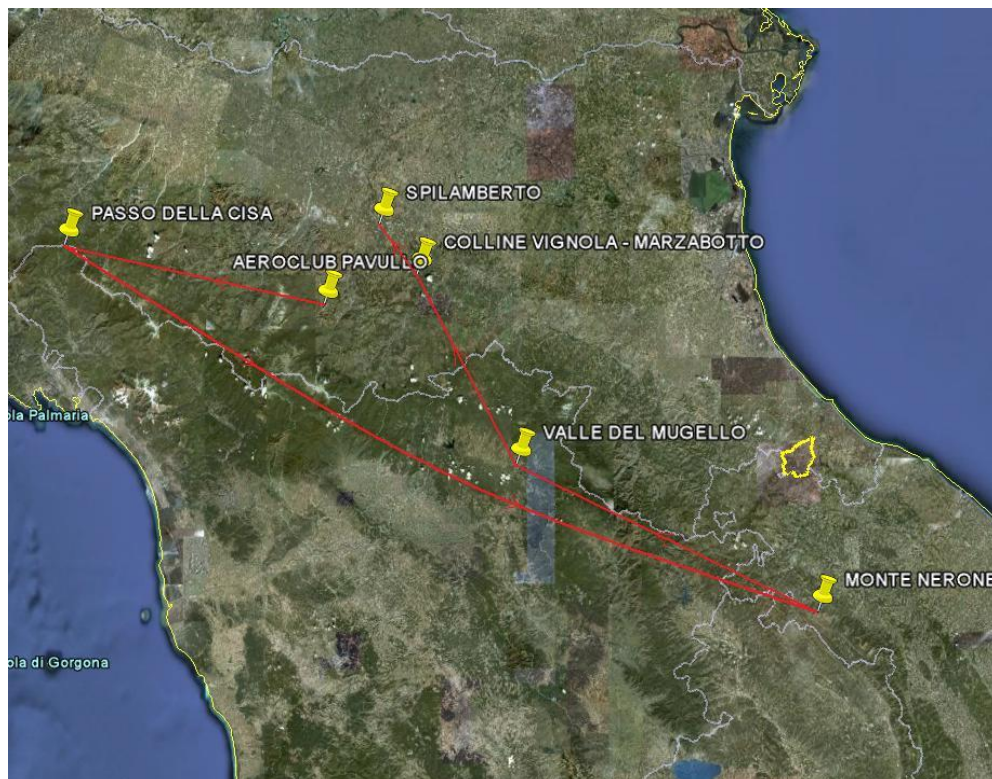 SPILAMBERTO
PASSO DELLA CISA
COLLINE VIGNOLA - MARZABOTTO
AEROCLUB PAVULLO
ola Palmaria
VALLE DEL MUGELLO
MONTE NERONE
ola di Gorgona